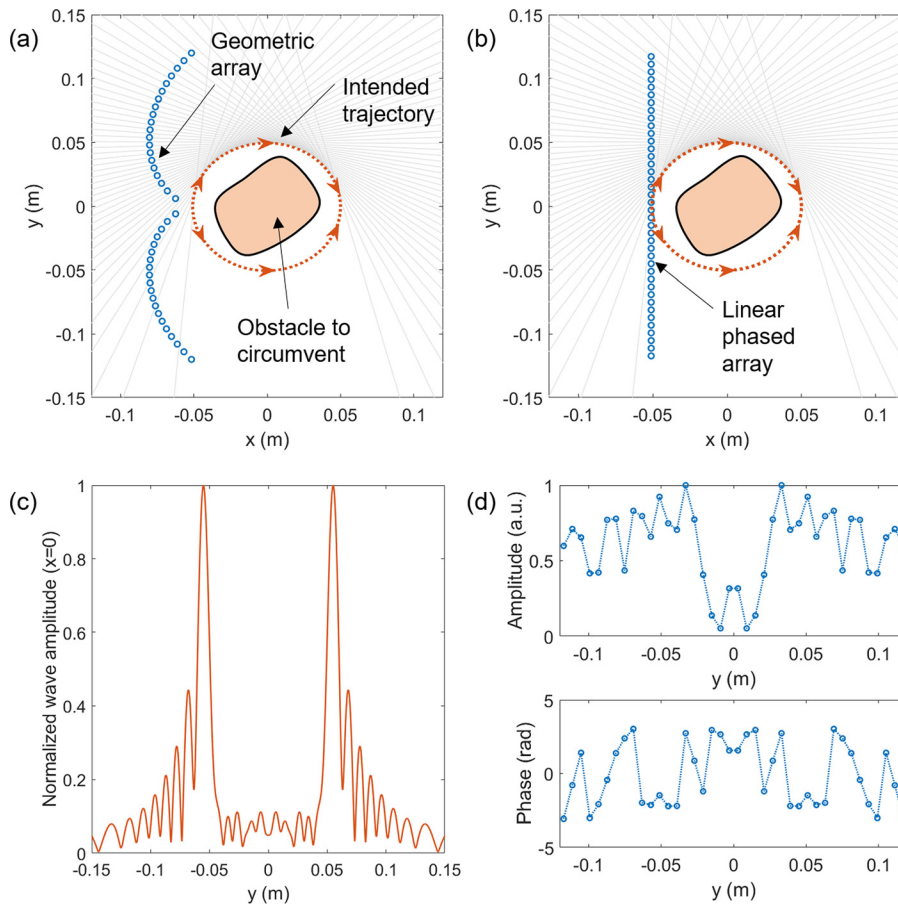 (a)
Geometric
array
Intended
trajectory
Obstacle to
circumvent
0.15
0.1
0.05
0
-0.05
-0.1
-0.15
y (m)
-0.1
-0.05
0
0.05
0.1
x (m)
(b)
Linear
phased
array
0.15
0.1
0.05
0
-0.05
-0.1
-0.15
y (m)
-0.1
-0.05
0
0.05
0.1
x (m)
(c)
1
0.8
0.6
0.4
0.2
0
Normalized wave amplitude (x=0)
-0.15
-0.1
-0.05
0
0.05
0.1
0.15
y (m)
(d)
1
0.5
0
Amplitude (a.u.)
-0.1
-0.05
0
0.05
0.1
y (m)
5
0
-5
Phase (rad)
-0.1
-0.05
0
0.05
0.1
y (m)